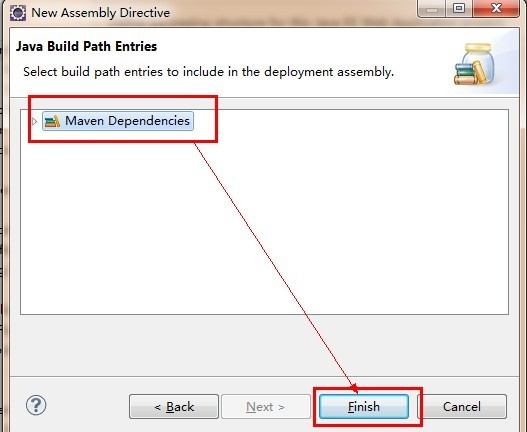 New Assembly Directive
Java Build Path Entries
Select build path entries to include in the deployment assembly.
Maven Dependencies
?
< Back
Next >
Finish
Cancel